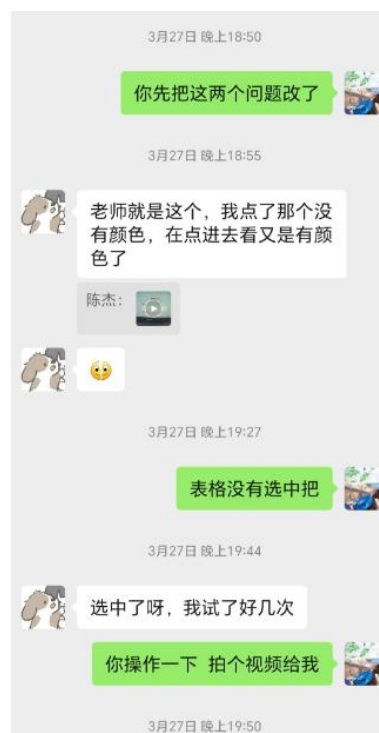 3月27日 晚上18:50
你先把这两个问题改了
3月27日 晚上18:55
老师就是这个，我点了那个没
有颜色，在点进去看又是有颜
色了
陈杰：
3月27日 晚上19:27
表格没有选中把
3月27日 晚上19:44
选中了呀，我试了好几次
你操作一下 拍个视频给我
3月27日 晚上19:50